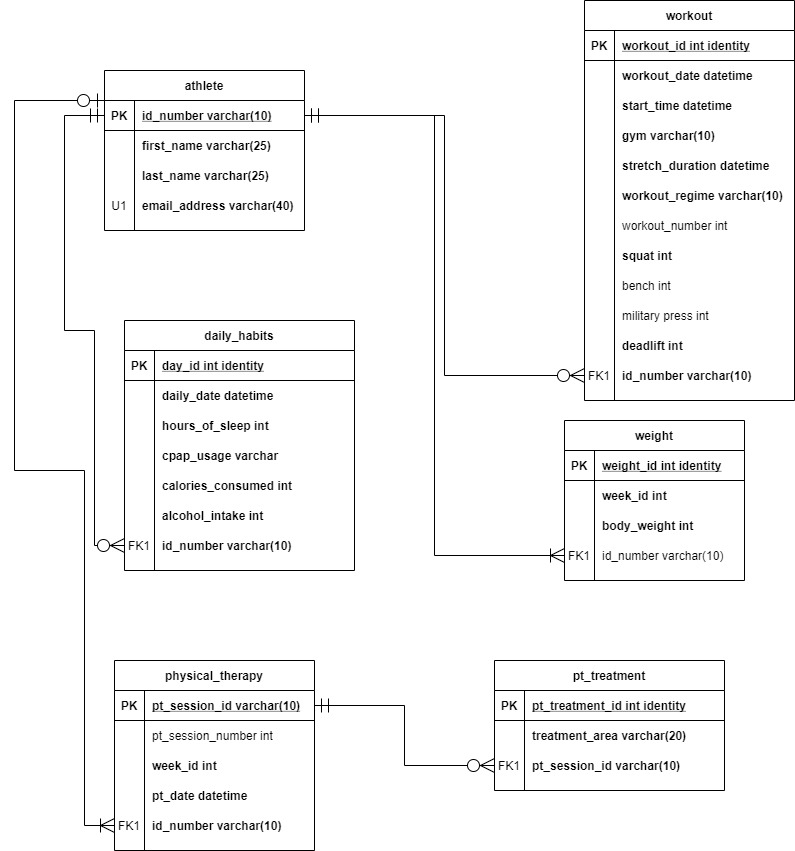 workout
PK workout_id int identity
workout_date datetime
start_time datetime
gym varchar(10)
stretch_duration datetime
workout_regime varchar(10)
workout_number int
squat int
bench int
military press int
deadlift int
FK1 id_number varchar(10)
athlete
PK id_number varchar(10)
first_name varchar(25)
last_name varchar(25)
U1 email_address varchar(40)
daily_habits
PK day_id int identity
daily_date datetime
hours_of_sleep int
cpap_usage varchar
calories_consumed int
alcohol_intake int
FK1 id_number varchar(10)
weight
PK weight_id int identity
week_id int
body_weight int
FK1 id_number varchar(10)
physical_therapy
PK pt_session_id varchar(10)
pt_session_number int
week_id int
pt_date datetime
FK1 id_number varchar(10)
pt_treatment
PK pt_treatment_id int identity
treatment_area varchar(20)
FK1 pt_session_id varchar(10)